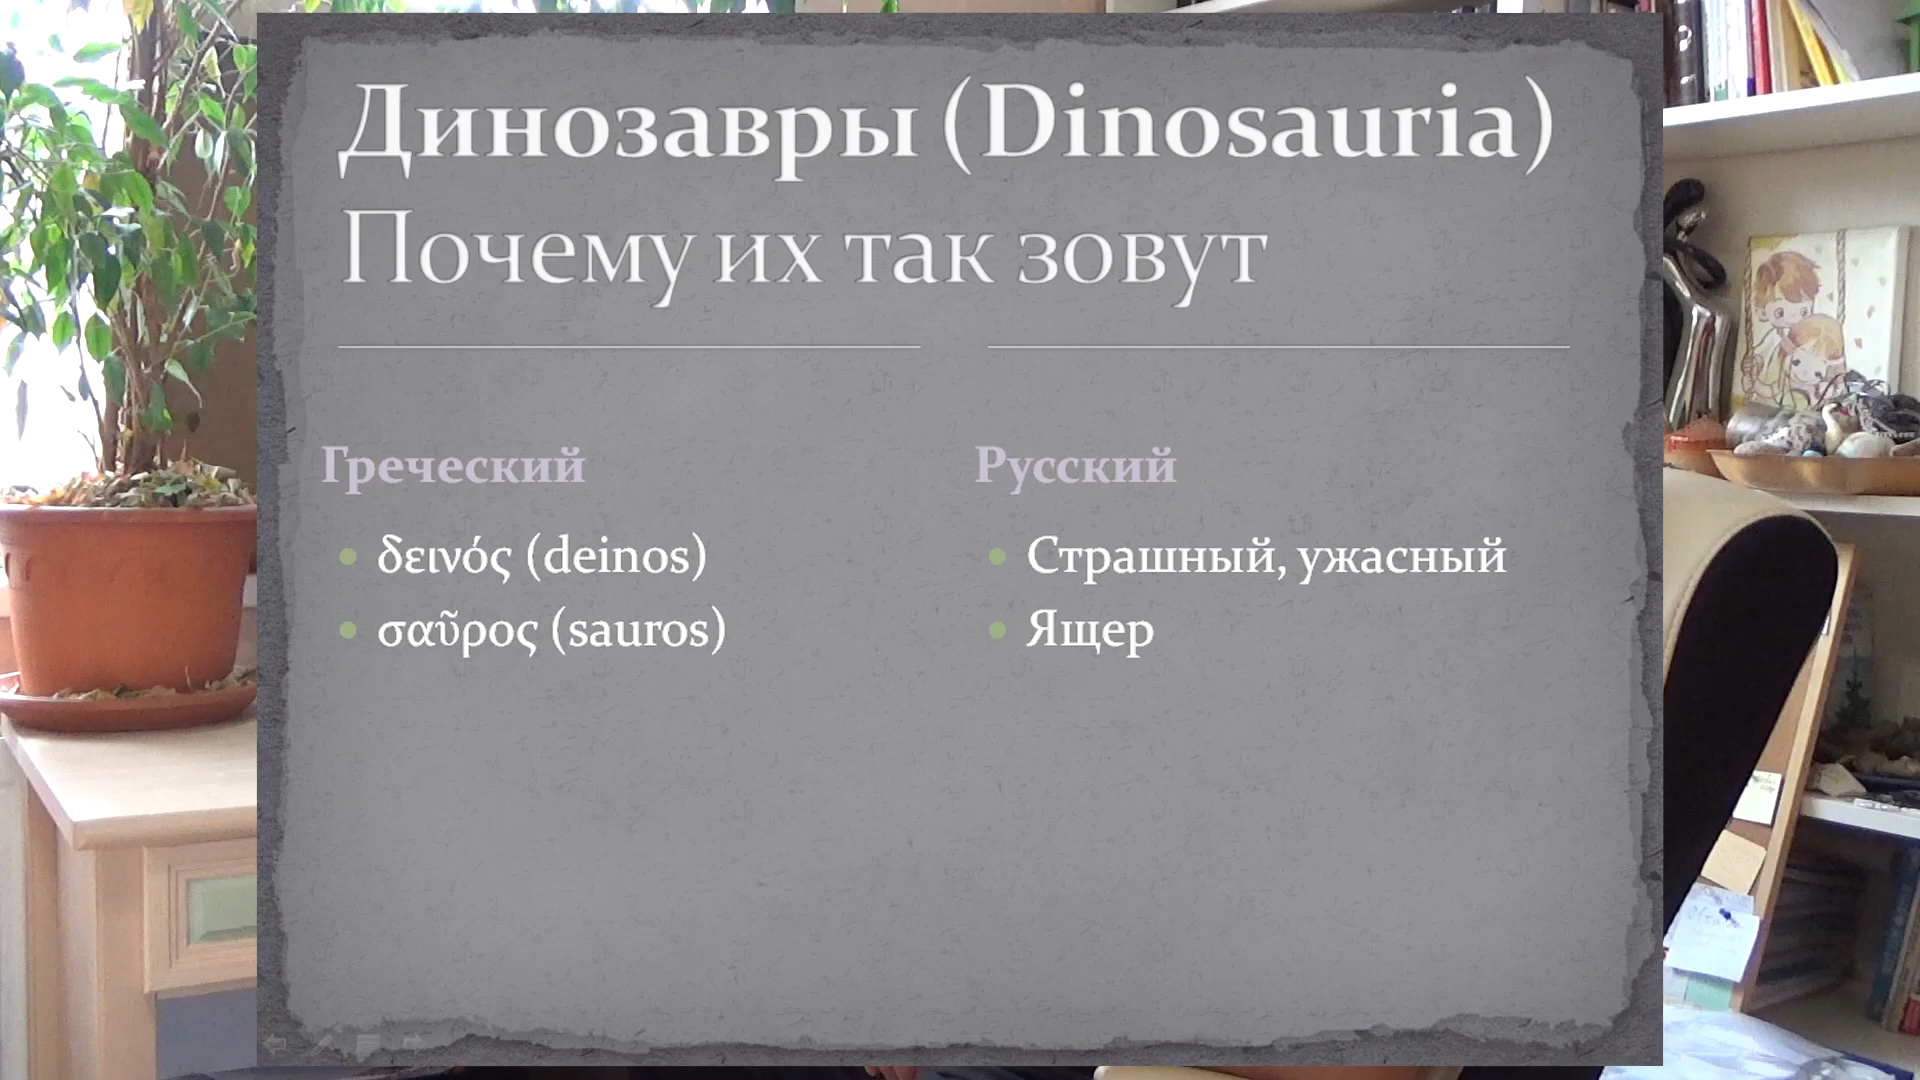 Динозавры (Dinosauria)
Почему их так зовут
Греческий
δεινός (deinos)
σαῦρος (sauros)
Русский
Страшный, ужасный
Ящер